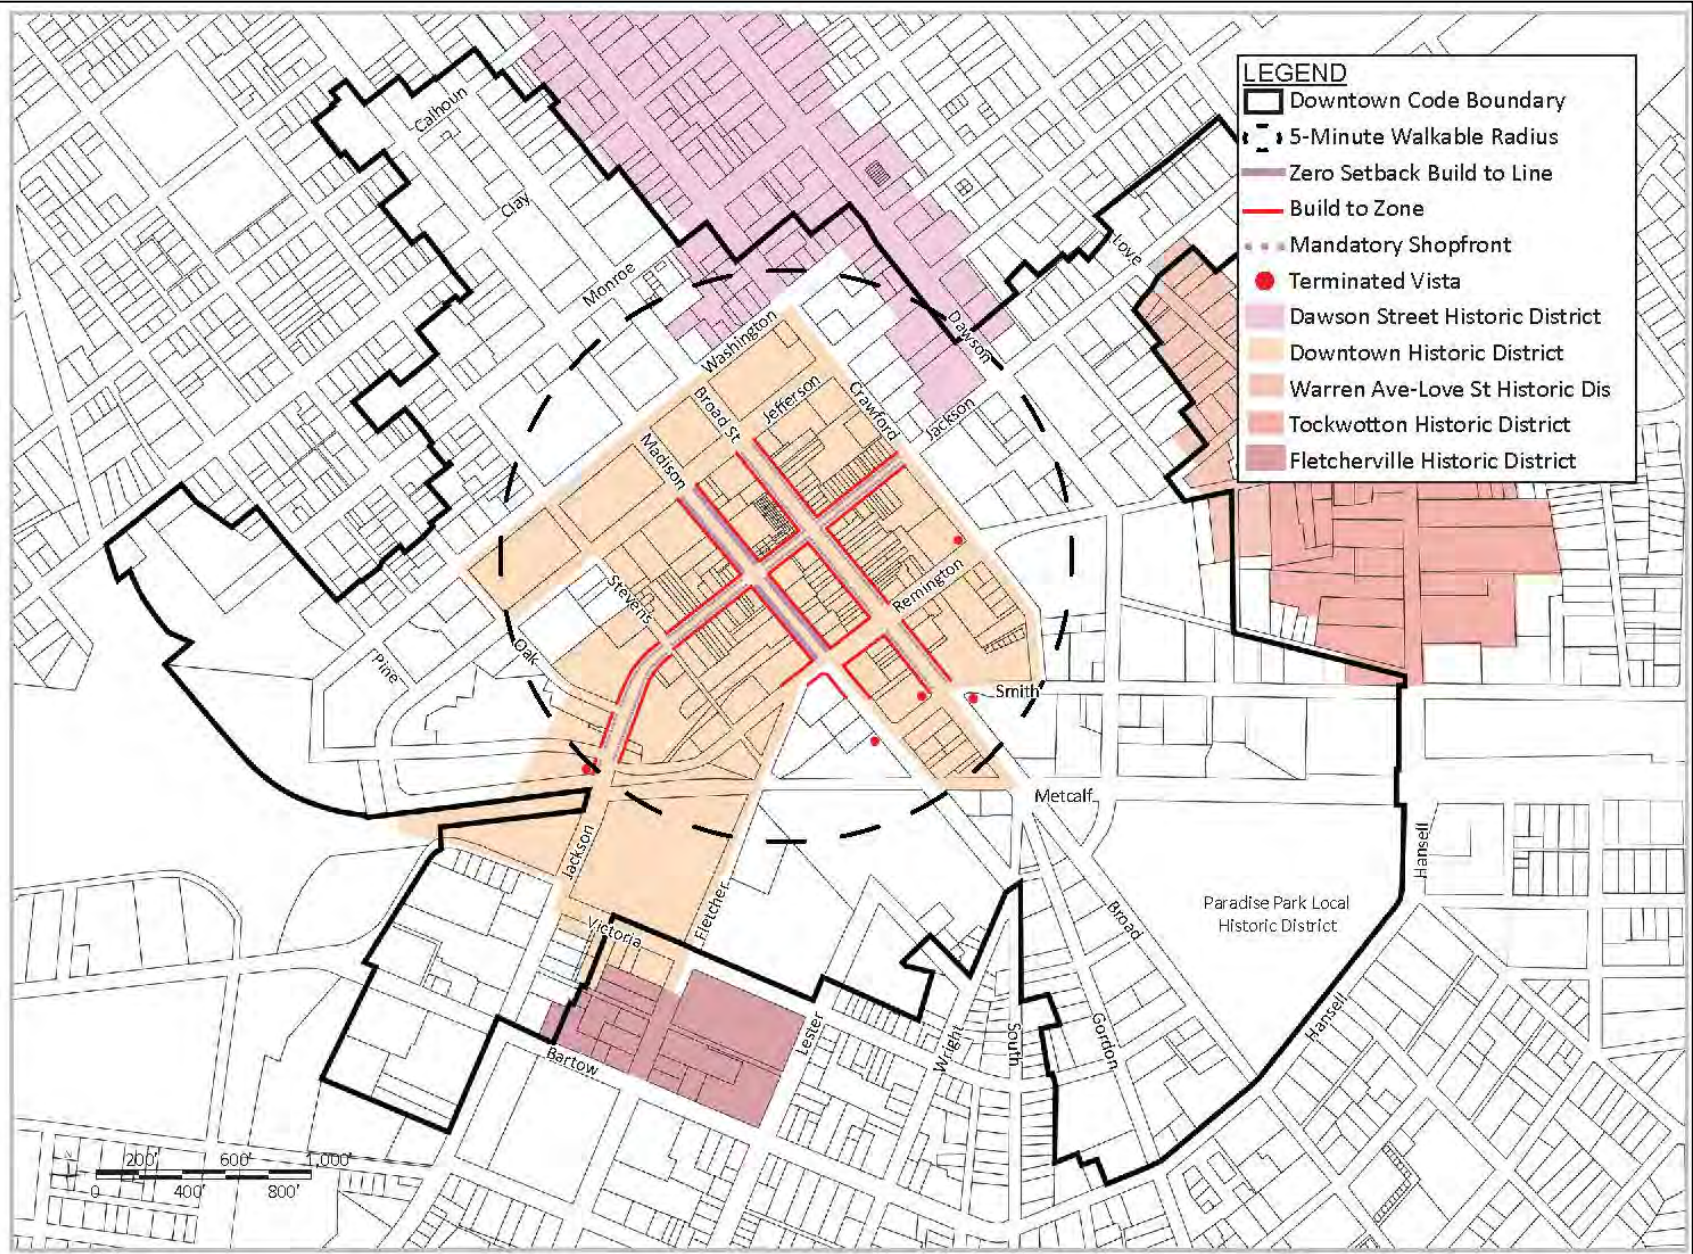 LEGEND
Downtown Code Boundary
5-Minute Walkable Radius
Zero Setback Build to Line
Build to Zone
Mandatory Shopfront
Terminated Vista
Dawson Street Historic District
Downtown Historic District
Warren Ave-Love St Historic Dis
Tockwotton Historic District
Fletcherville Historic District
Calhoun
Clay
Monroe
Love
Washington
Dawson
Jefferson
Broad St.
Crawford
Jackson
Madison
Stevens
Remington
Oak
Pine
Smith
Metcalf
Jackson
Hansell
Fletcher
Victoria
Broad
Paradise Park Local
Historic District
Hansell
Gordon
Lester
Wright
South
Bartow
200'
600'
1,000'
0
400'
800'